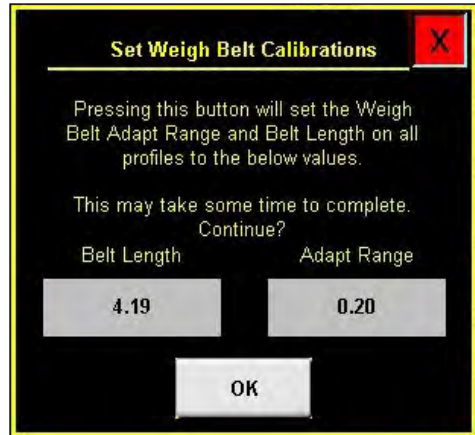 Set Weigh Belt Calibrations
X
Pressing this button will set the Weigh
Belt Adapt Range and Belt Length on all
profiles to the below values.
This may take some time to complete.
Continue?
Belt Length Adapt Range
4.19 0.20
OK